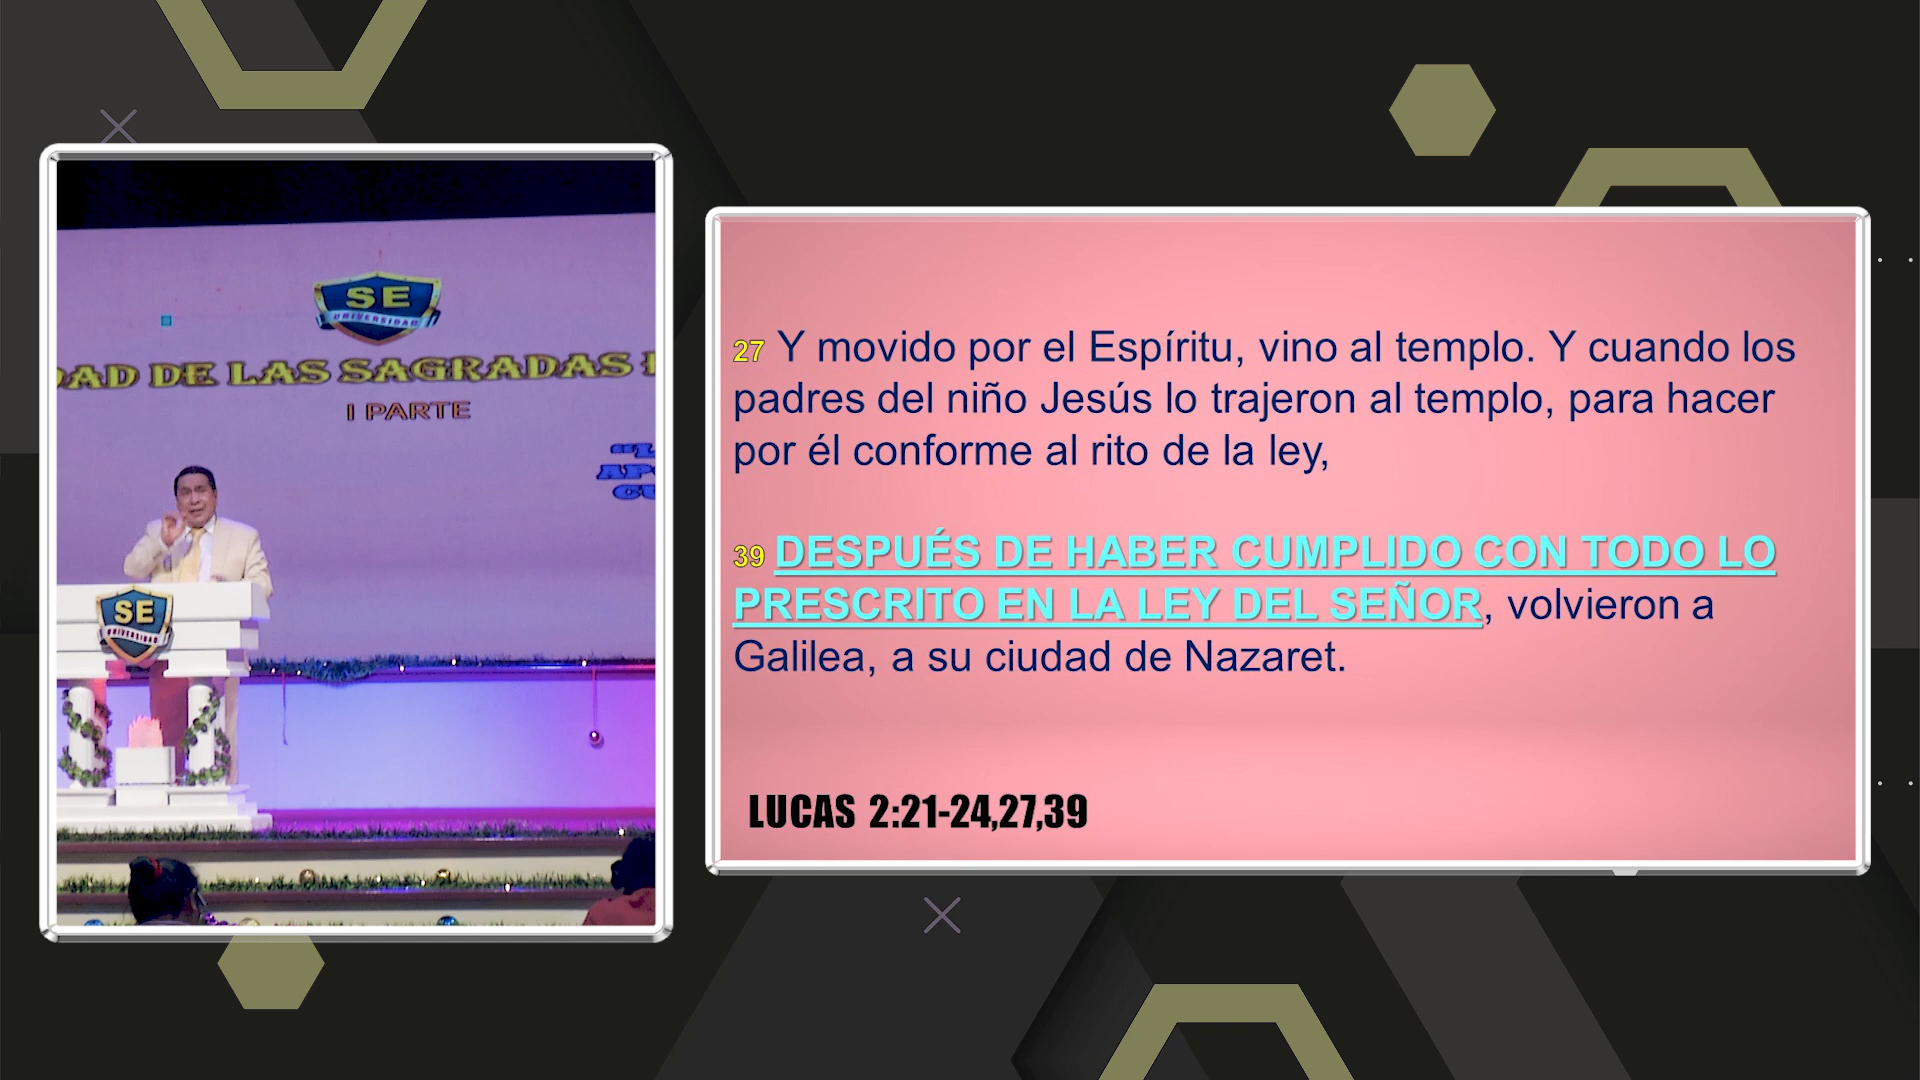 SE
UNIVERSIDAD
DAD DE LAS SAGRADAS
I PARTE
SE
UNIVERSIDAD
27 Y movido por el Espíritu, vino al templo. Y cuando los
padres del niño Jesús lo trajeron al templo, para hacer
por él conforme al rito de la ley,
39 DESPUÉS DE HABER CUMPLIDO CON TODO LO
PRESCRITO EN LA LEY DEL SEÑOR, volvieron a
Galilea, a su ciudad de Nazaret.
LUCAS 2:21-24,27,39